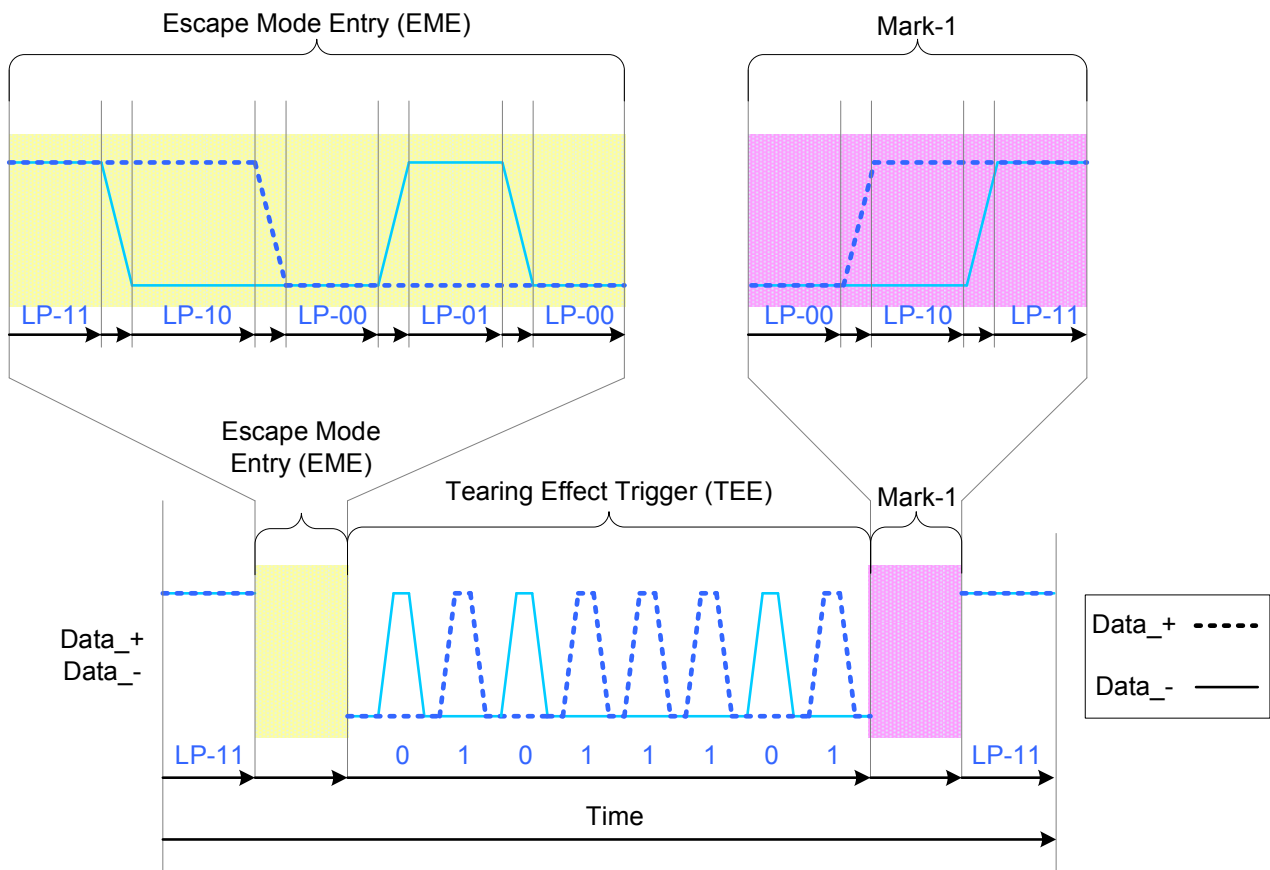 Escape Mode Entry (EME)
Mark-1
LP-11 LP-10 LP-00 LP-01 LP-00
LP-00 LP-10 LP-11
Escape Mode
Entry (EME)
Tearing Effect Trigger (TEE)
Mark-1
Data_+
Data_-
LP-11
0 1 0 1 1 1 0 1
LP-11
Time
Data_+
Data_-